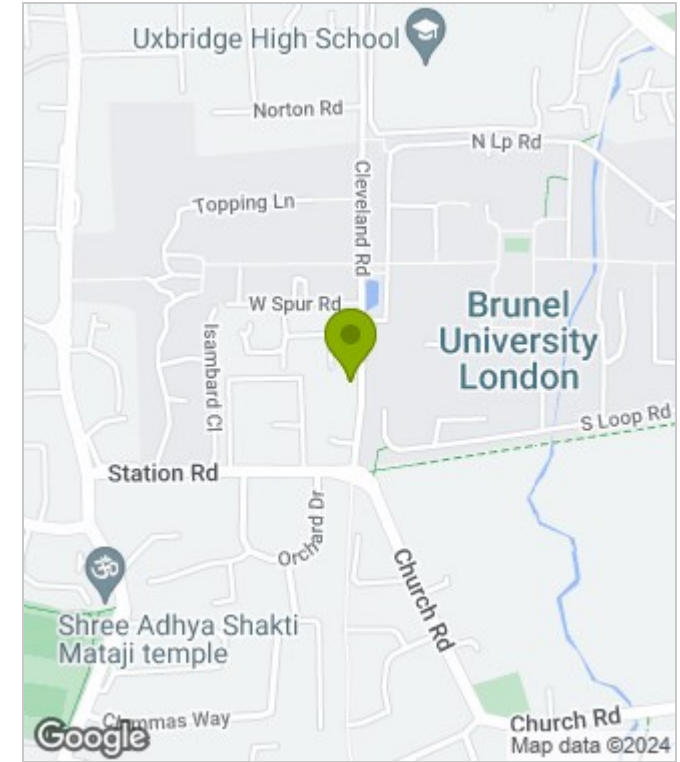 Uxbridge High School
Norton Rd
N Lp Rd
Cleveland Rd
Topping Ln
W Spur Rd
Brunel
University
London
Isambard Cl
S Loop Rd
Station Rd
Orchard Dr
Church Rd
Shree Adhya Shakti
Mataji temple
Church Rd
Google
Map data ©2024